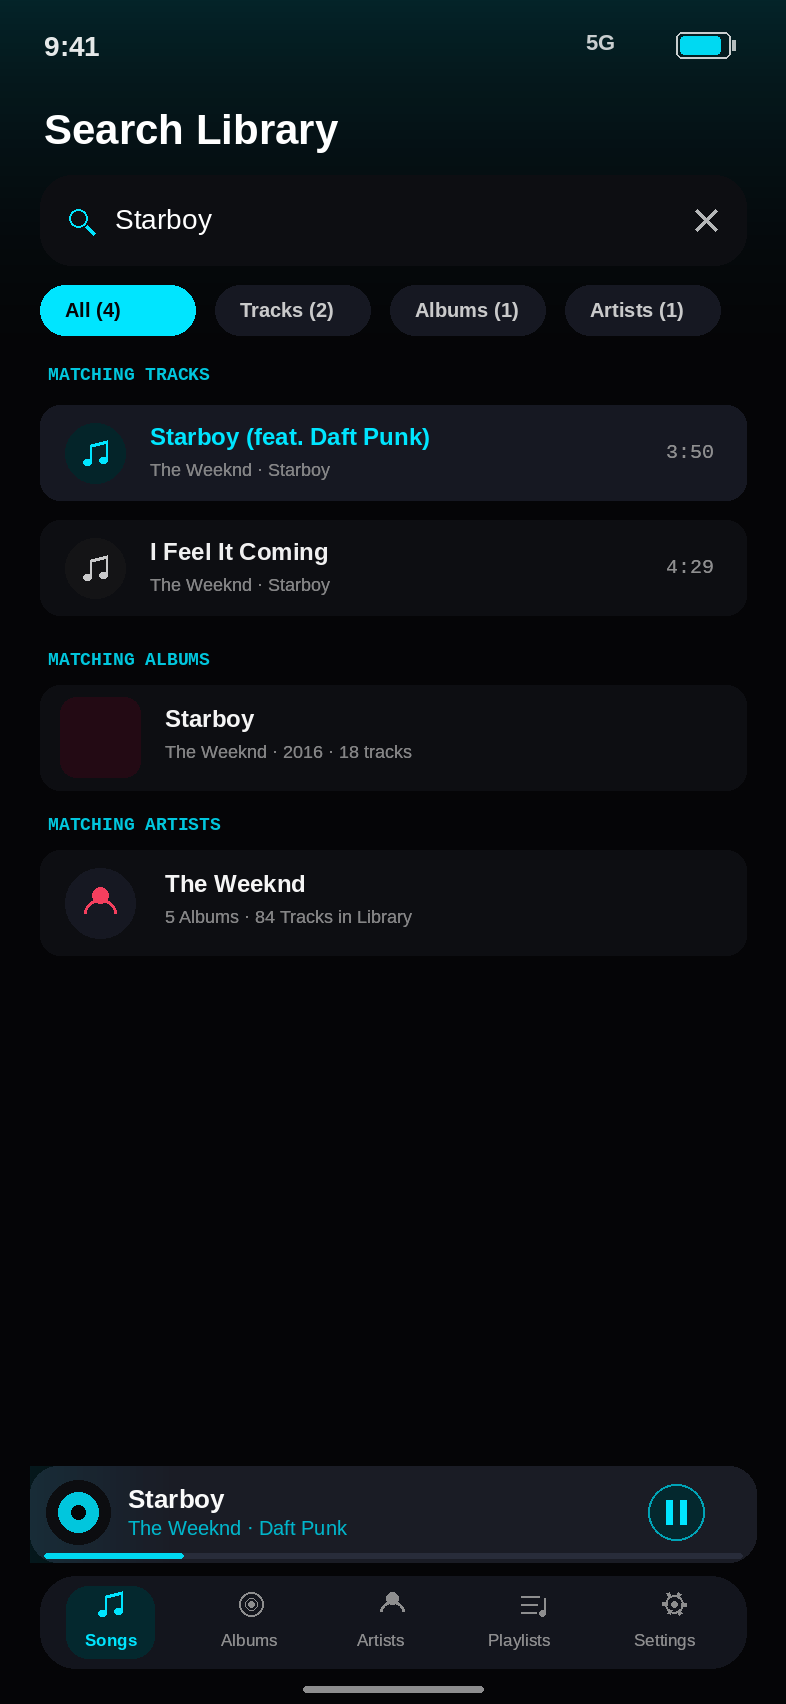 9:41
5G
Search Library
Starboy
All (4)
Tracks (2)
Albums (1)
Artists (1)
MATCHING TRACKS
Starboy (feat. Daft Punk)
The Weeknd · Starboy
3:50
I Feel It Coming
The Weeknd · Starboy
4:29
MATCHING ALBUMS
Starboy
The Weeknd · 2016 · 18 tracks
MATCHING ARTISTS
The Weeknd
5 Albums · 84 Tracks in Library
Starboy
The Weeknd · Daft Punk
Songs
Albums
Artists
Playlists
Settings